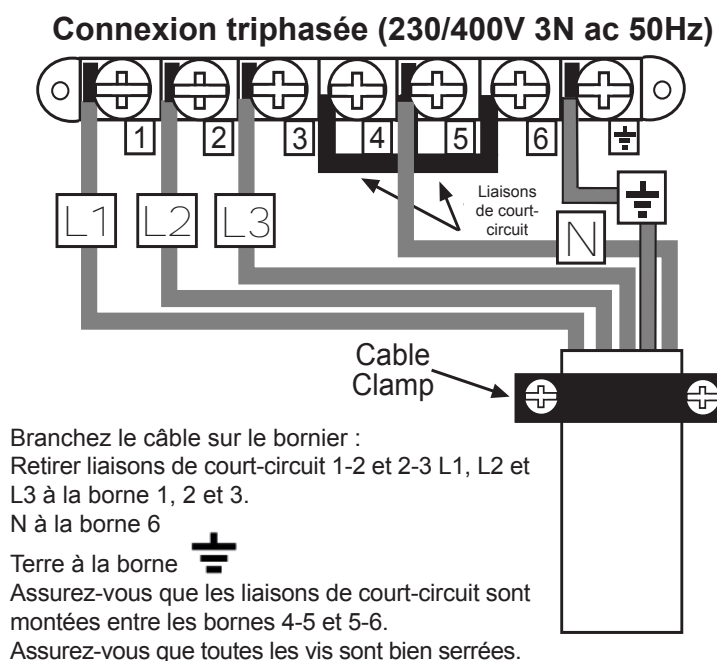 Connexion triphasée (230/400V 3N ac 50Hz)
1 2 3 4 5 6
L1 L2 L3
Liaisons
de court-
circuit
N
Cable
Clamp
Branchez le câble sur le bornier :
Retirer liaisons de court-circuit 1-2 et 2-3 L1, L2 et
L3 à la borne 1, 2 et 3.
N à la borne 6
Terre à la borne
Assurez-vous que les liaisons de court-circuit sont
montées entre les bornes 4-5 et 5-6.
Assurez-vous que toutes les vis sont bien serrées.